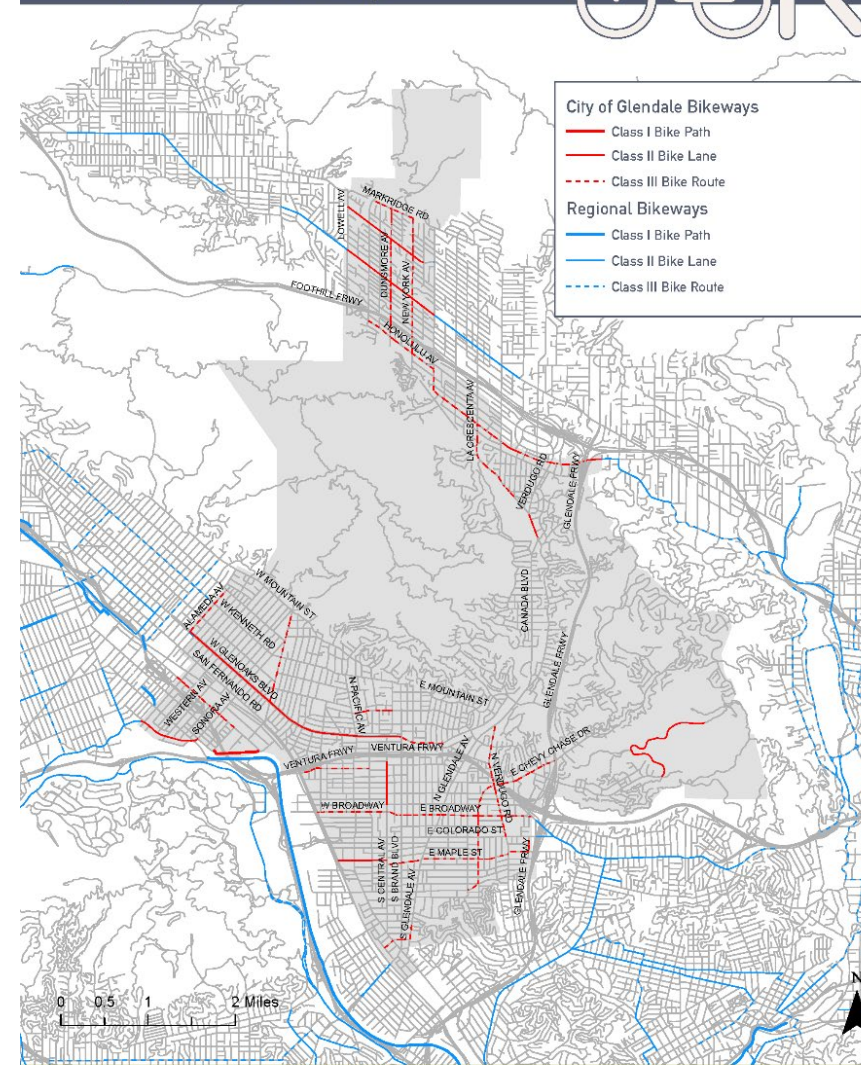 City of Glendale Bikeways
Class I Bike Path
Class II Bike Lane
Class III Bike Route
Regional Bikeways
Class I Bike Path
Class II Bike Lane
Class III Bike Route
MARKRIDGE RD
LOWELL AV
DUNSMORE AV
NEW YORK AV
FOOTHILL FRWY
HONOLULU AV
LA CRESCENTA AV
VERDUGO RD
GLENDALE FRWY
CANADA BLVD
W MOUNTAIN ST
ALAMEDA AV
W KENNETH RD
W GLENOAKS BLVD
SAN FERNANDO RD
WESTERN AV
SONORA AV
N PACIFIC AV
E MOUNTAIN ST
GLENDALE FRWY
VENTURA FRWY
VENTURA FRWY
N GLENDALE AV
E CHEVY CHASE DR
N VERDUGO RD
W BROADWAY
E BROADWAY
E COLORADO ST
E MAPLE ST
S CENTRAL AV
S BRAND BLVD
S GLENDALE AV
GLENDALE FRWY
0 0.5 1 2 Miles
N